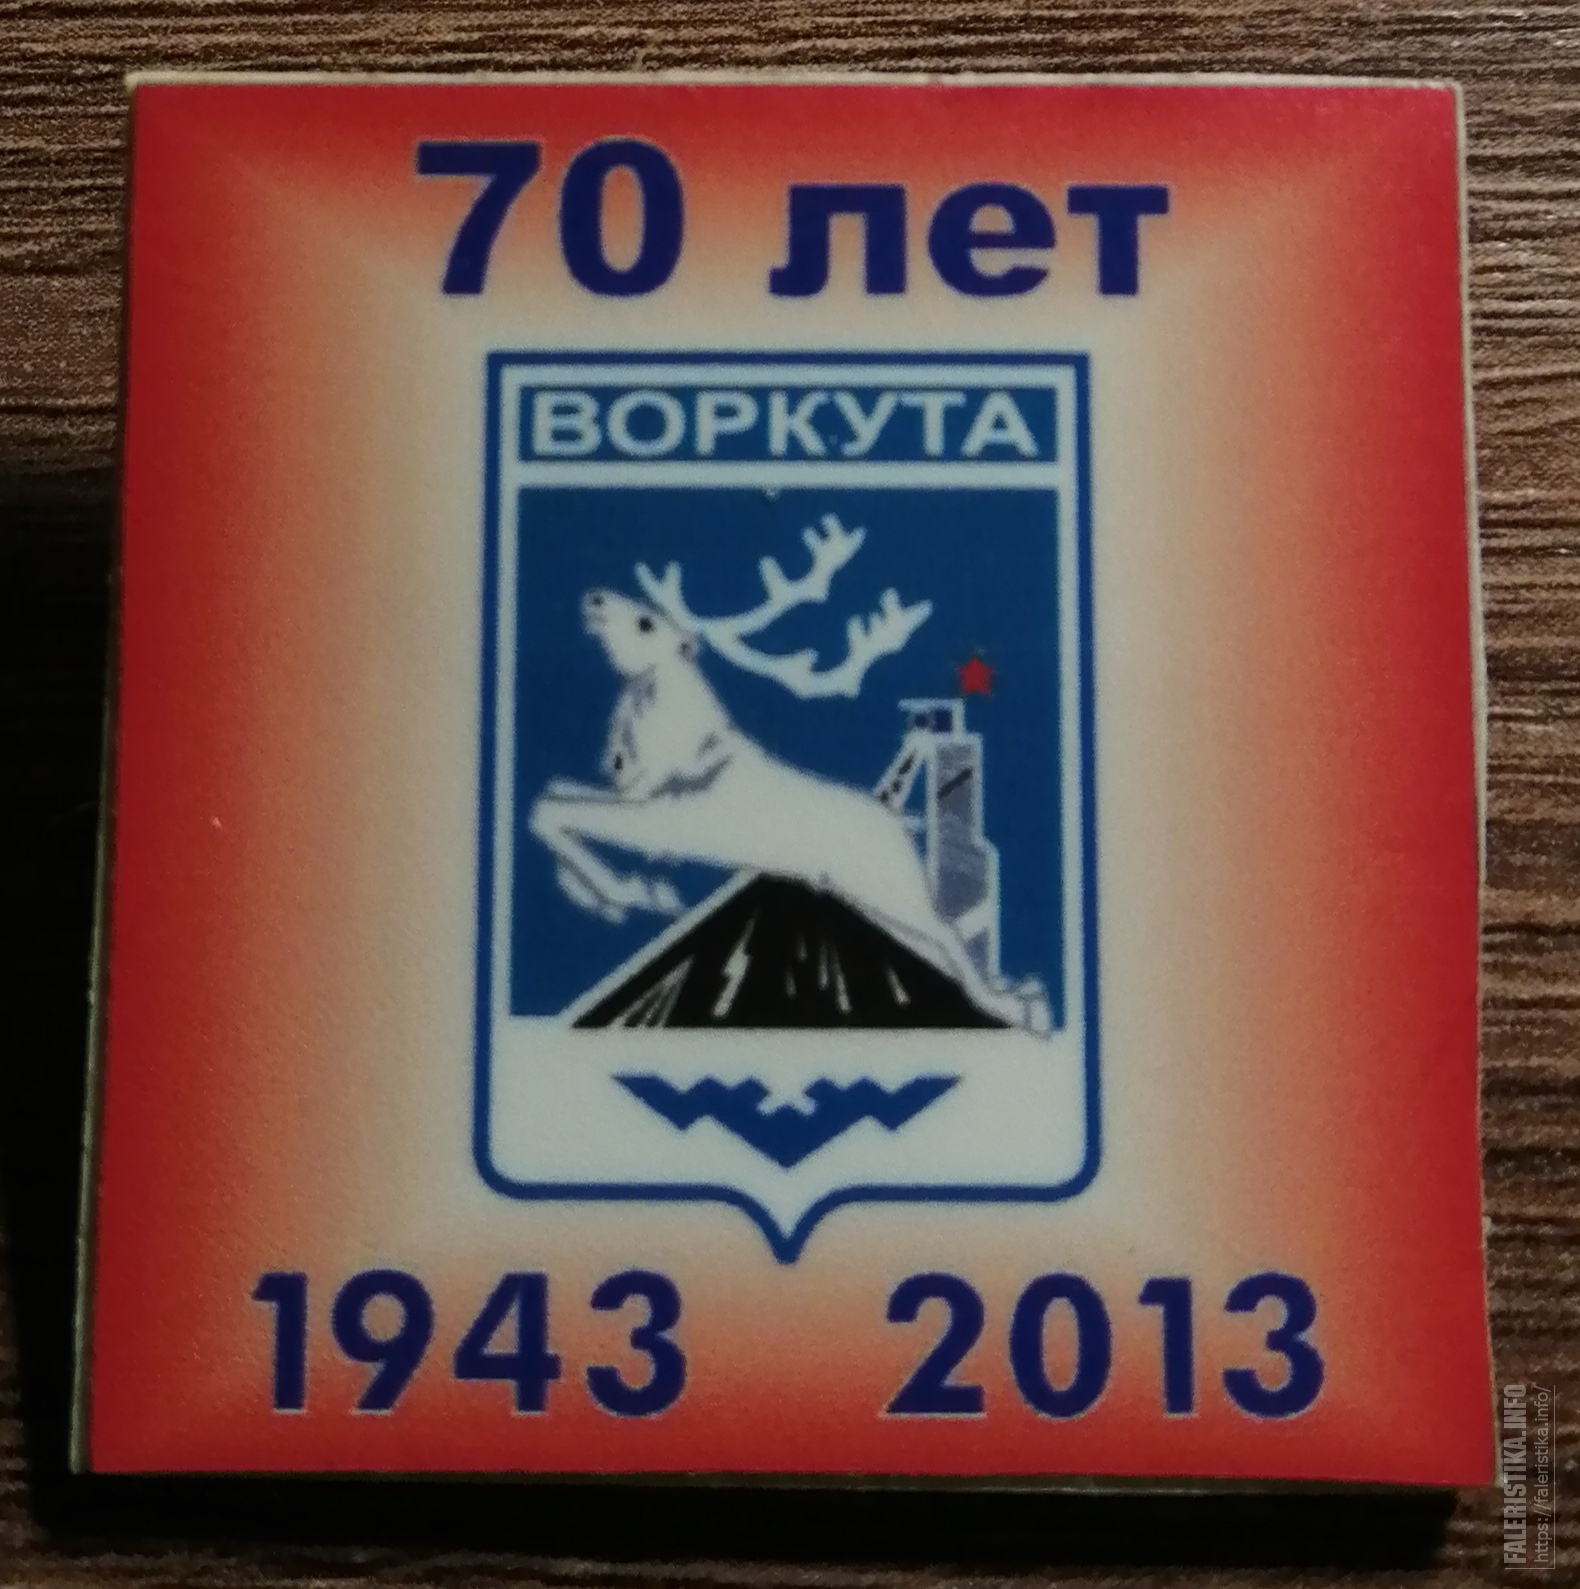 70 лет
ВОРКУТА
1943 2013
FALERISTIKA.INFO
https://faleristika.info/